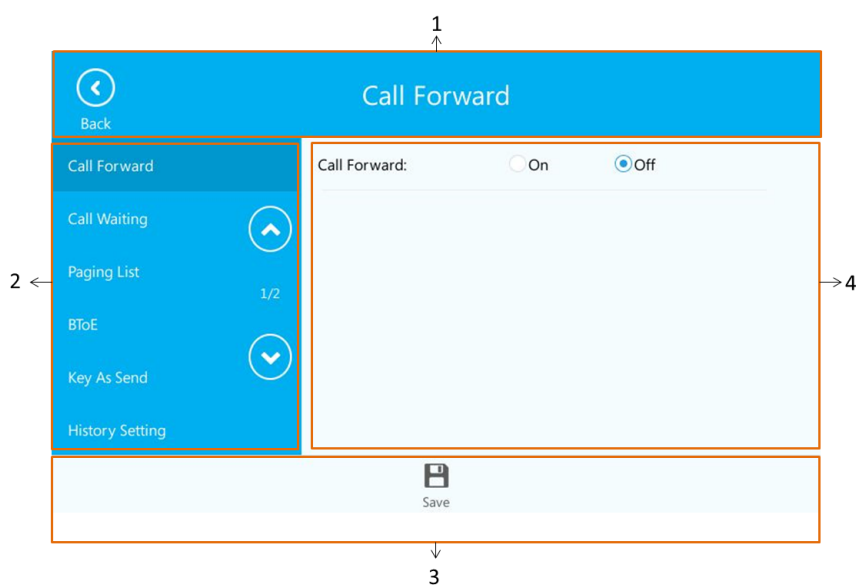 1
Back
Call Forward
Call Forward
Call Waiting
Paging List
1/2
BToE
Key As Send
History Setting
Call Forward: On Off
2
4
Save
3